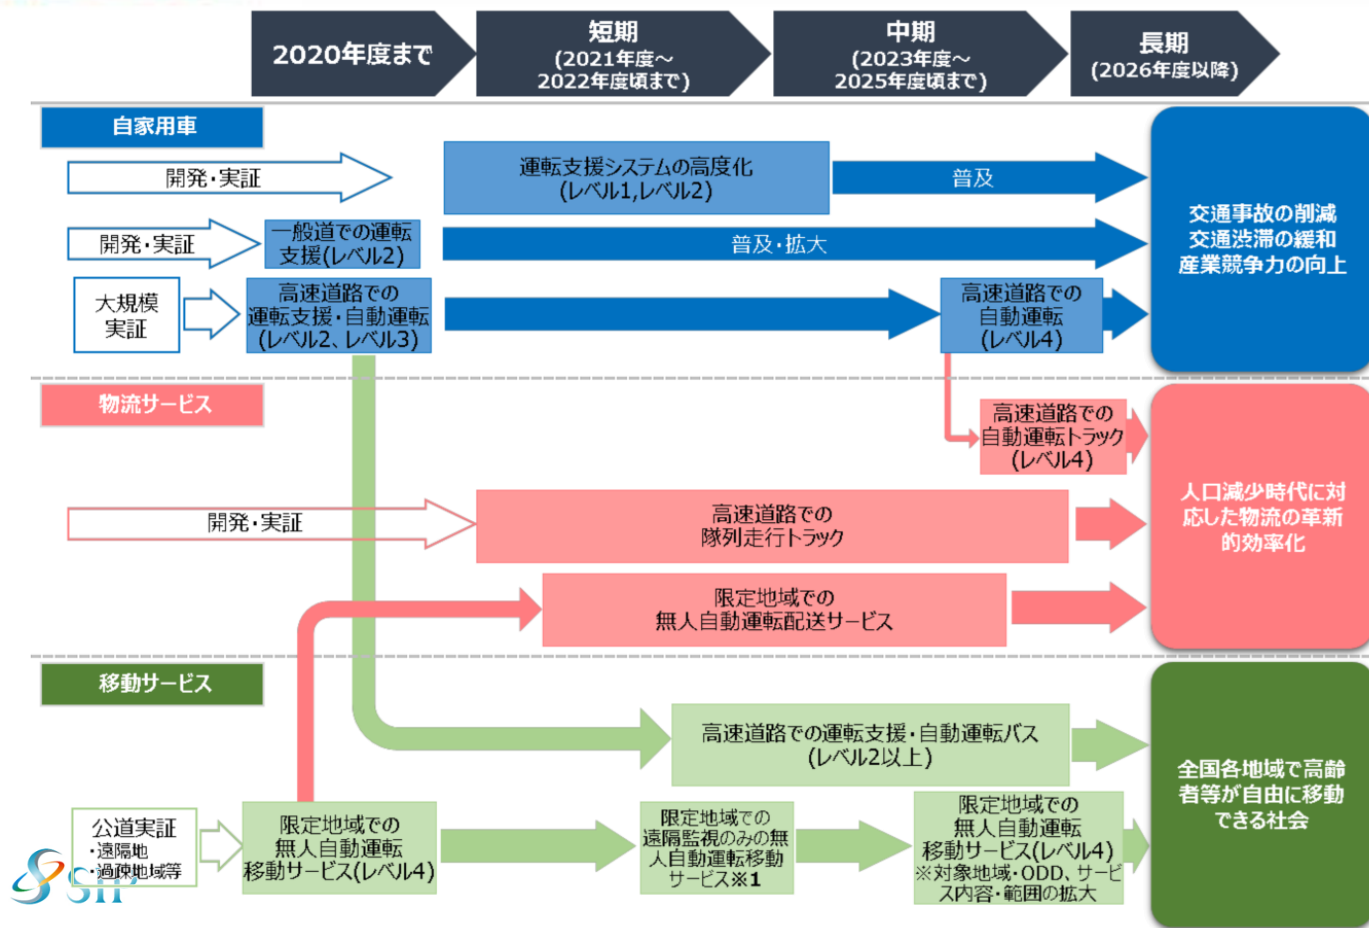 2020年度まで
短期
(2021年度～
2022年度頃まで)
中期
(2023年度～
2025年度頃まで)
長期
(2026年度以降)
自家用車
開発・実証
運転支援システムの高度化
(レベル1,レベル2)
普及
開発・実証
一般道での運転
支援(レベル2)
普及・拡大
大規模
実証
高速道路での
運転支援・自動運転
(レベル2、レベル3)
高速道路での
自動運転
(レベル4)
交通事故の削減
交通渋滞の緩和
産業競争力の向上
物流サービス
高速道路での
自動運転トラック
(レベル4)
開発・実証
高速道路での
隊列走行トラック
限定地域での
無人自動運転配送サービス
人口減少時代に対
応した物流の革新
的効率化
移動サービス
高速道路での運転支援・自動運転バス
(レベル2以上)
公道実証
・遠隔地
・過疎地域等
限定地域での
無人自動運転
移動サービス(レベル4)
限定地域での
遠隔監視のみの無
人自動運転移動
サービス※1
限定地域での
無人自動運転
移動サービス(レベル4)
※対象地域・ODD、サービ
ス内容・範囲の拡大
全国各地域で高齢
者等が自由に移動
できる社会
SIP